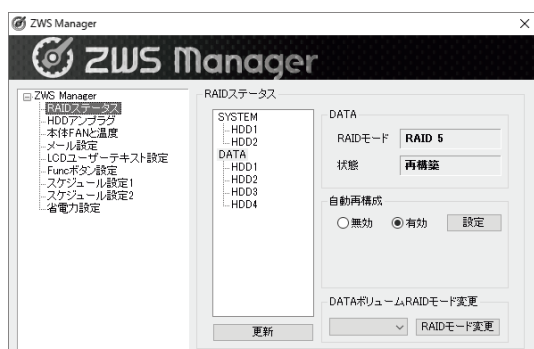 ZWS Manager
ZWS Manager
ZWS Manager
RAIDステータス
HDDアンプラグ
本体FANと温度
メール設定
LCDユーザーテキスト設定
Funcボタン設定
スケジュール設定1
スケジュール設定2
省電力設定
RAIDステータス
SYSTEM
HDD1
HDD2
DATA
HDD1
HDD2
HDD3
HDD4
更新
DATA
RAIDモード RAID 5
状態 再構築
自動再構成
無効 有効 設定
DATAボリュームRAIDモード変更
RAIDモード変更